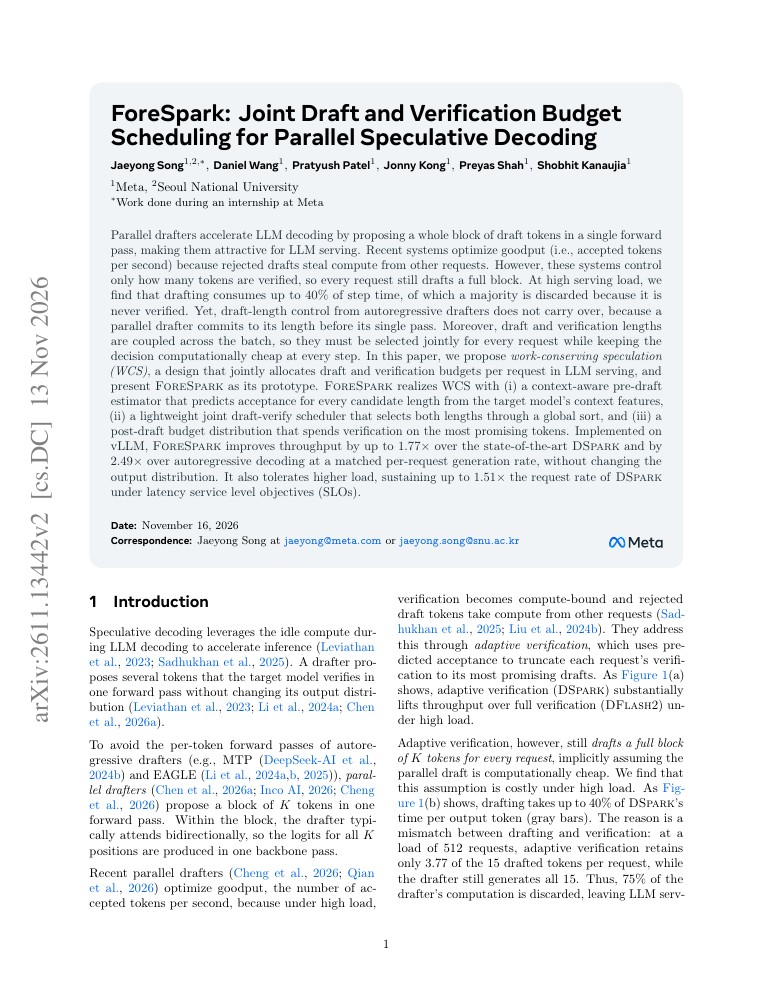 ForeSpark: Joint Draft and Verification Budget
Scheduling for Parallel Speculative Decoding
Jaeyong Song1,2,∗, Daniel Wang1, Pratyush Patel1, Jonny Kong1, Preyas Shah1, Shobhit Kanaujia1
1Meta, 2Seoul National University
∗Work done during an internship at Meta
Parallel drafters accelerate LLM decoding by proposing a whole block of draft tokens in a single forward
pass, making them attractive for LLM serving. Recent systems optimize goodput (i.e., accepted tokens
per second) because rejected drafts steal compute from other requests. However, these systems control
only how many tokens are verified, so every request still drafts a full block. At high serving load, we
find that drafting consumes up to 40% of step time, of which a majority is discarded because it is
never verified. Yet, draft-length control from autoregressive drafters does not carry over, because a
parallel drafter commits to its length before its single pass. Moreover, draft and verification lengths
are coupled across the batch, so they must be selected jointly for every request while keeping the
decision computationally cheap at every step. In this paper, we propose work-conserving speculation
(WCS), a design that jointly allocates draft and verification budgets per request in LLM serving, and
present ForeSpark as its prototype. ForeSpark realizes WCS with (i) a context-aware pre-draft
estimator that predicts acceptance for every candidate length from the target model's context features,
(ii) a lightweight joint draft-verify scheduler that selects both lengths through a global sort, and (iii) a
post-draft budget distribution that spends verification on the most promising tokens. Implemented on
vLLM, ForeSpark improves throughput by up to 1.77× over the state-of-the-art DSpark and by
2.49× over autoregressive decoding at a matched per-request generation rate, without changing the
output distribution. It also tolerates higher load, sustaining up to 1.51× the request rate of DSpark
under latency service level objectives (SLOs).
Date: November 16, 2026
Correspondence: Jaeyong Song at jaeyong@meta.com or jaeyong.song@snu.ac.kr
Meta
arXiv:2611.13442v2 [cs.DC] 13 Nov 2026
1 Introduction
Speculative decoding leverages the idle compute dur-
ing LLM decoding to accelerate inference (Leviathan
et al., 2023; Sadhukhan et al., 2025). A drafter pro-
poses several tokens that the target model verifies in
one forward pass without changing its output distri-
bution (Leviathan et al., 2023; Li et al., 2024a; Chen
et al., 2026a).
To avoid the per-token forward passes of autore-
gressive drafters (e.g., MTP (DeepSeek-AI et al.,
2024b) and EAGLE (Li et al., 2024a,b, 2025)), paral-
lel drafters (Chen et al., 2026a; Inco AI, 2026; Cheng
et al., 2026) propose a block of K tokens in one
forward pass. Within the block, the drafter typi-
cally attends bidirectionally, so the logits for all K
positions are produced in one backbone pass.
Recent parallel drafters (Cheng et al., 2026; Qian
et al., 2026) optimize goodput, the number of ac-
cepted tokens per second, because under high load,
verification becomes compute-bound and rejected
draft tokens take compute from other requests (Sad-
hukhan et al., 2025; Liu et al., 2024b). They address
this through adaptive verification, which uses pre-
dicted acceptance to truncate each request's verifi-
cation to its most promising drafts. As Figure 1(a)
shows, adaptive verification (DSpark) substantially
lifts throughput over full verification (DFlash2) un-
der high load.
Adaptive verification, however, still drafts a full block
of K tokens for every request, implicitly assuming the
parallel draft is computationally cheap. We find that
this assumption is costly under high load. As Fig-
ure 1(b) shows, drafting takes up to 40% of DSpark's
time per output token (gray bars). The reason is a
mismatch between drafting and verification: at a
load of 512 requests, adaptive verification retains
only 3.77 of the 15 drafted tokens per request, while
the drafter still generates all 15. Thus, 75% of the
drafter's computation is discarded, leaving LLM serv-
1